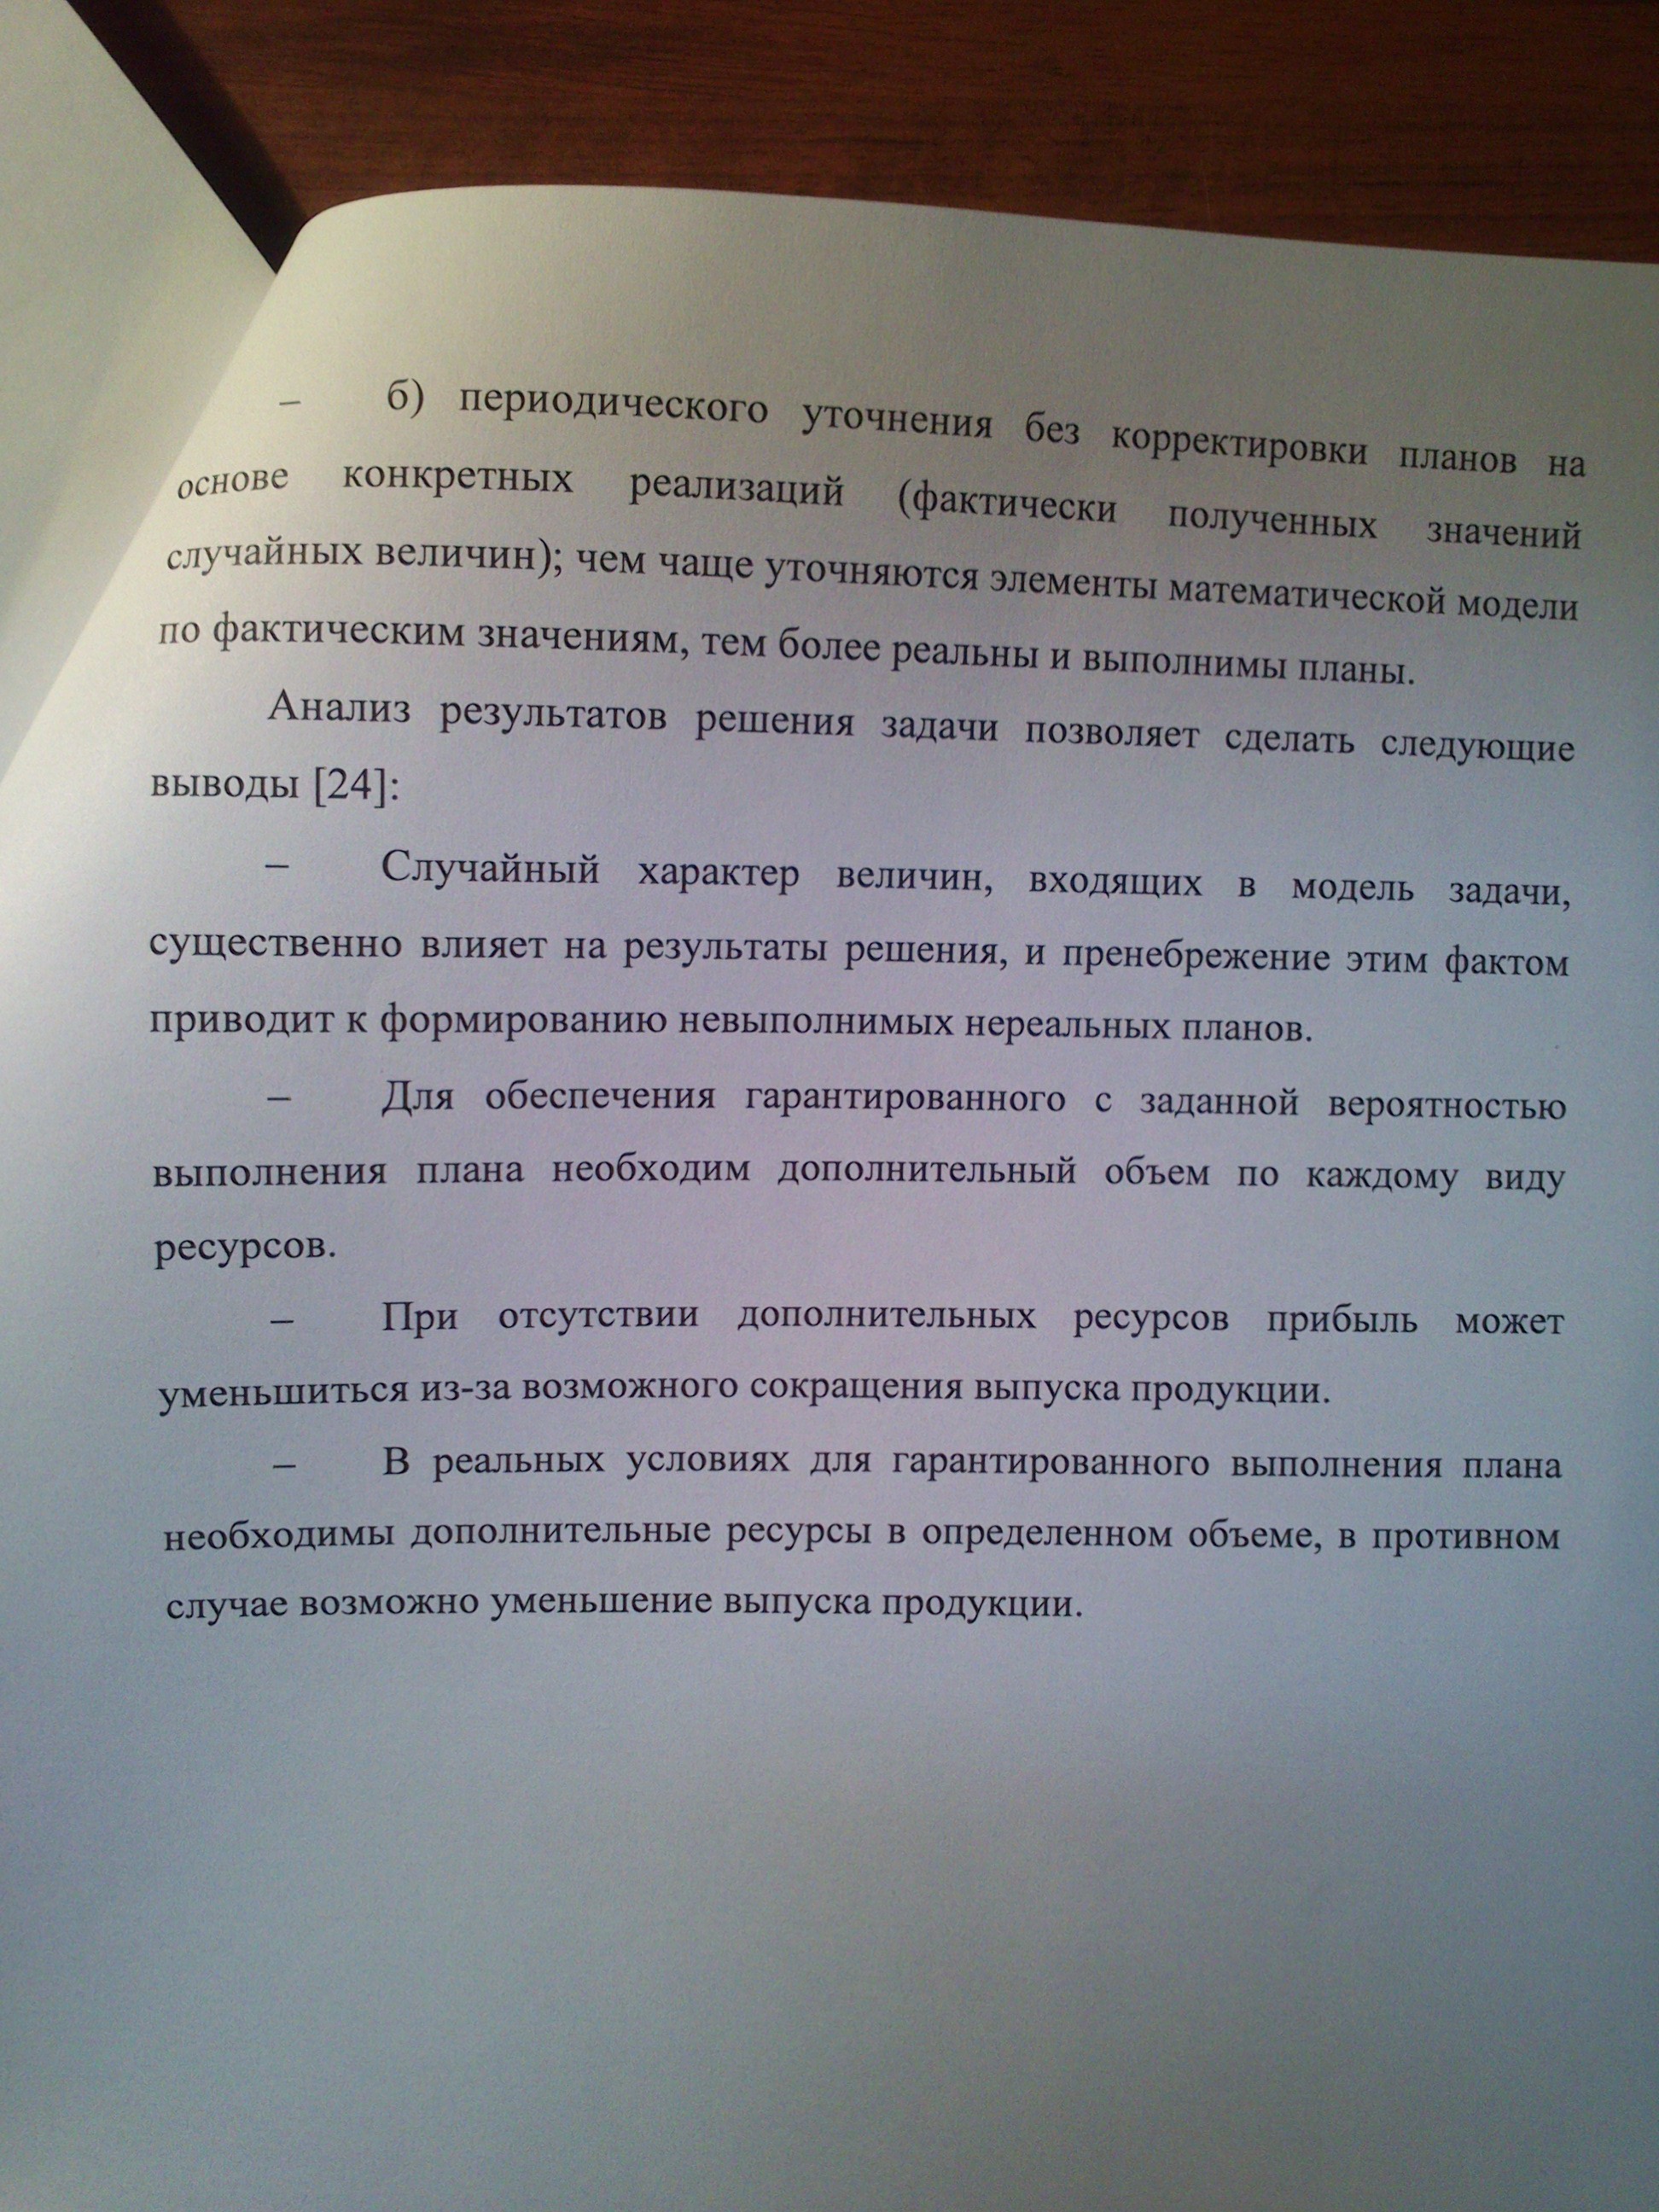 – б) периодического уточнения без корректировки планов на
основе конкретных реализаций (фактически полученных значений
случайных величин); чем чаще уточняются элементы математической модели
по фактическим значениям, тем более реальны и выполнимы планы.
Анализ результатов решения задачи позволяет сделать следующие
выводы [24]:
– Случайный характер величин, входящих в модель задачи,
существенно влияет на результаты решения, и пренебрежение этим фактом
приводит к формированию невыполнимых нереальных планов.
– Для обеспечения гарантированного с заданной вероятностью
выполнения плана необходим дополнительный объем по каждому виду
ресурсов.
– При отсутствии дополнительных ресурсов прибыль может
уменьшиться из-за возможного сокращения выпуска продукции.
– В реальных условиях для гарантированного выполнения плана
необходимы дополнительные ресурсы в определенном объеме, в противном
случае возможно уменьшение выпуска продукции.